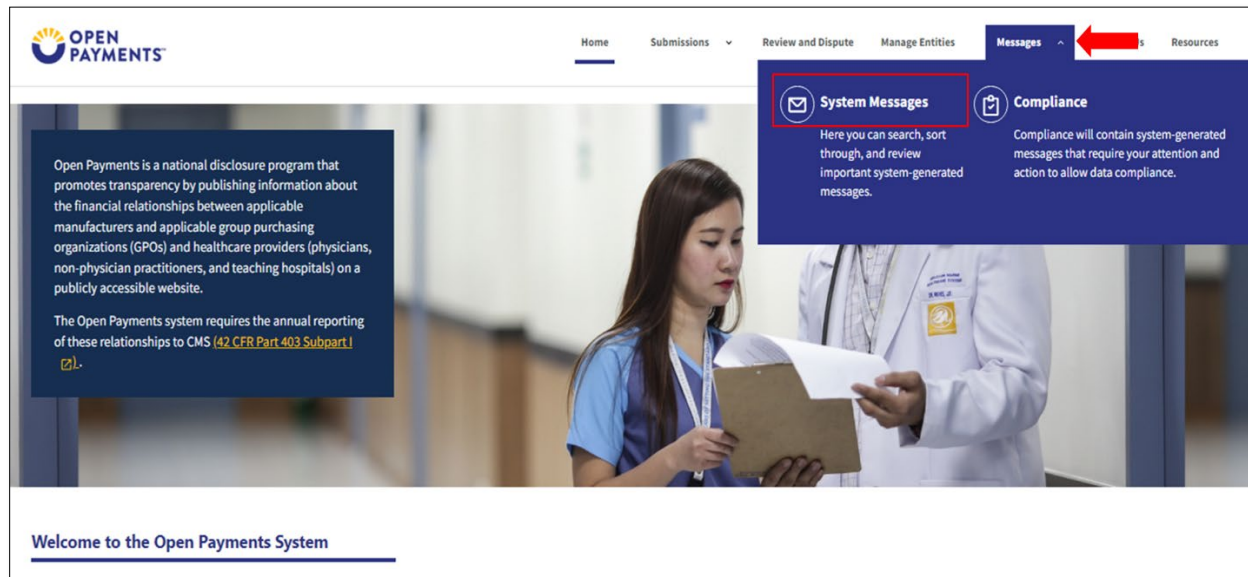 OPEN
PAYMENTS
Home Submissions Review and Dispute Manage Entities Messages Resources
System Messages
Here you can search, sort
through, and review
important system-generated
messages.
Compliance
Compliance will contain system-generated
messages that require your attention and
action to allow data compliance.
Open Payments is a national disclosure program that
promotes transparency by publishing information about
the financial relationships between applicable
manufacturers and applicable group purchasing
organizations (GPOs) and healthcare providers (physicians,
non-physician practitioners, and teaching hospitals) on a
publicly accessible website.
The Open Payments system requires the annual reporting
of these relationships to CMS (42 CFR Part 403 Subpart I
).
Welcome to the Open Payments System